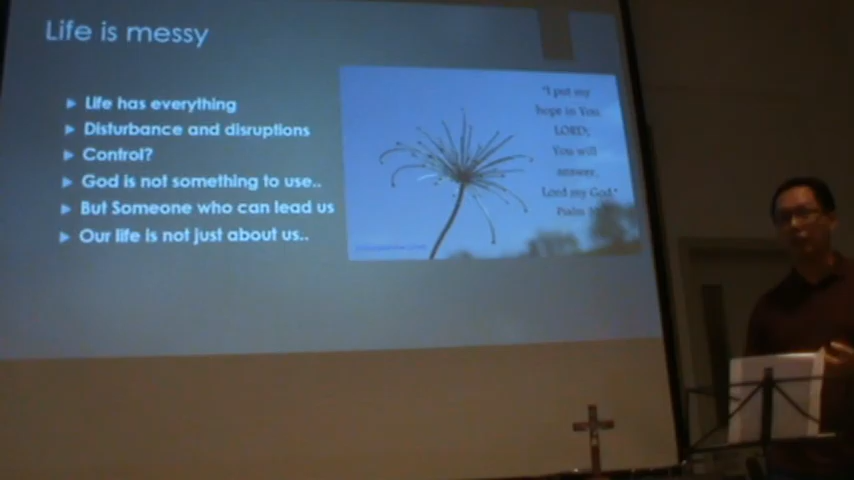 Life is messy
Life has everything
Disturbance and disruptions
Control?
God is not something to use..
But Someone who can lead us
Our life is not just about us..
"I put my
hope in You,
LORD;
You will
answer,
Lord my God."
Psalm